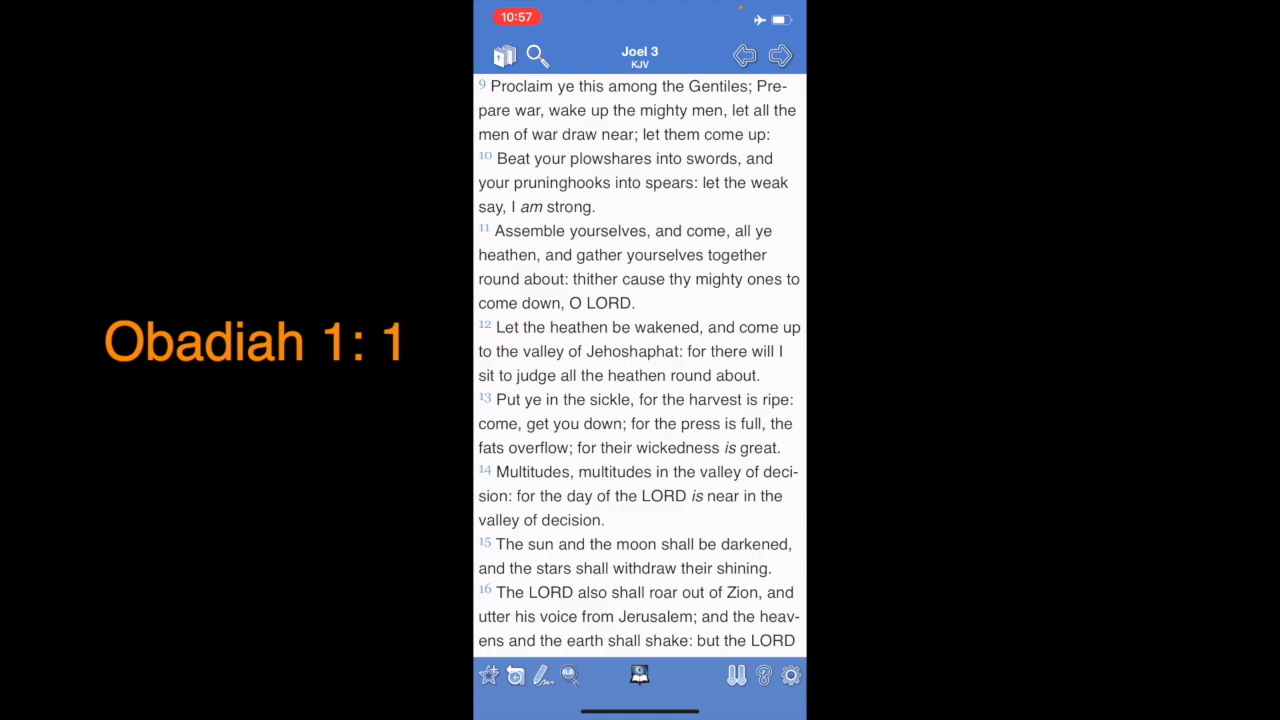 10:57
Joel 3
KJV
9 Proclaim ye this among the Gentiles; Pre-
pare war, wake up the mighty men, let all the
men of war draw near; let them come up:
10 Beat your plowshares into swords, and
your pruninghooks into spears: let the weak
say, I am strong.
11 Assemble yourselves, and come, all ye
heathen, and gather yourselves together
round about: thither cause thy mighty ones to
come down, O LORD.
12 Let the heathen be wakened, and come up
to the valley of Jehoshaphat: for there will I
sit to judge all the heathen round about.
13 Put ye in the sickle, for the harvest is ripe:
come, get you down; for the press is full, the
fats overflow; for their wickedness is great.
14 Multitudes, multitudes in the valley of deci-
sion: for the day of the LORD is near in the
valley of decision.
15 The sun and the moon shall be darkened,
and the stars shall withdraw their shining.
16 The LORD also shall roar out of Zion, and
utter his voice from Jerusalem; and the heav-
ens and the earth shall shake: but the LORD
Obadiah 1: 1